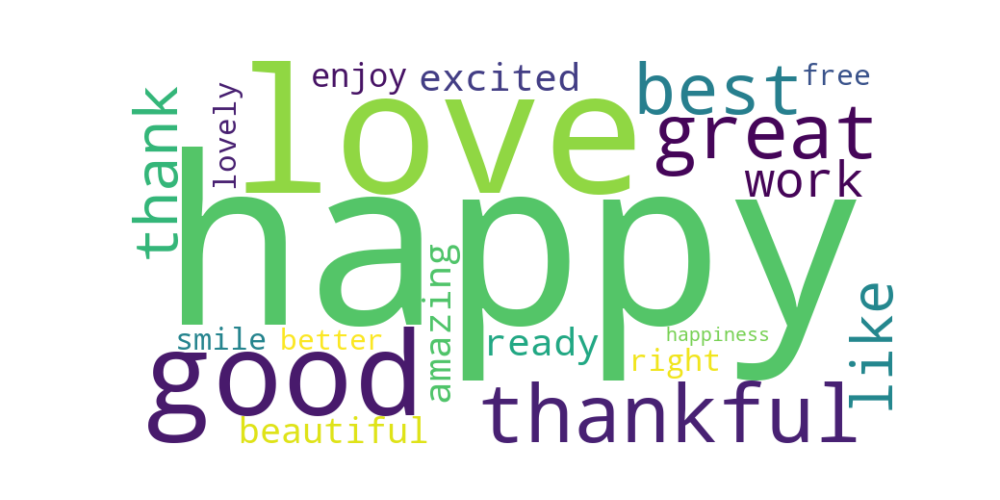 enjoy
excited
best
free
lovely
love
thank
great
work
happy
amazing
like
smile
better
ready
happiness
right
good
thankful
beautiful